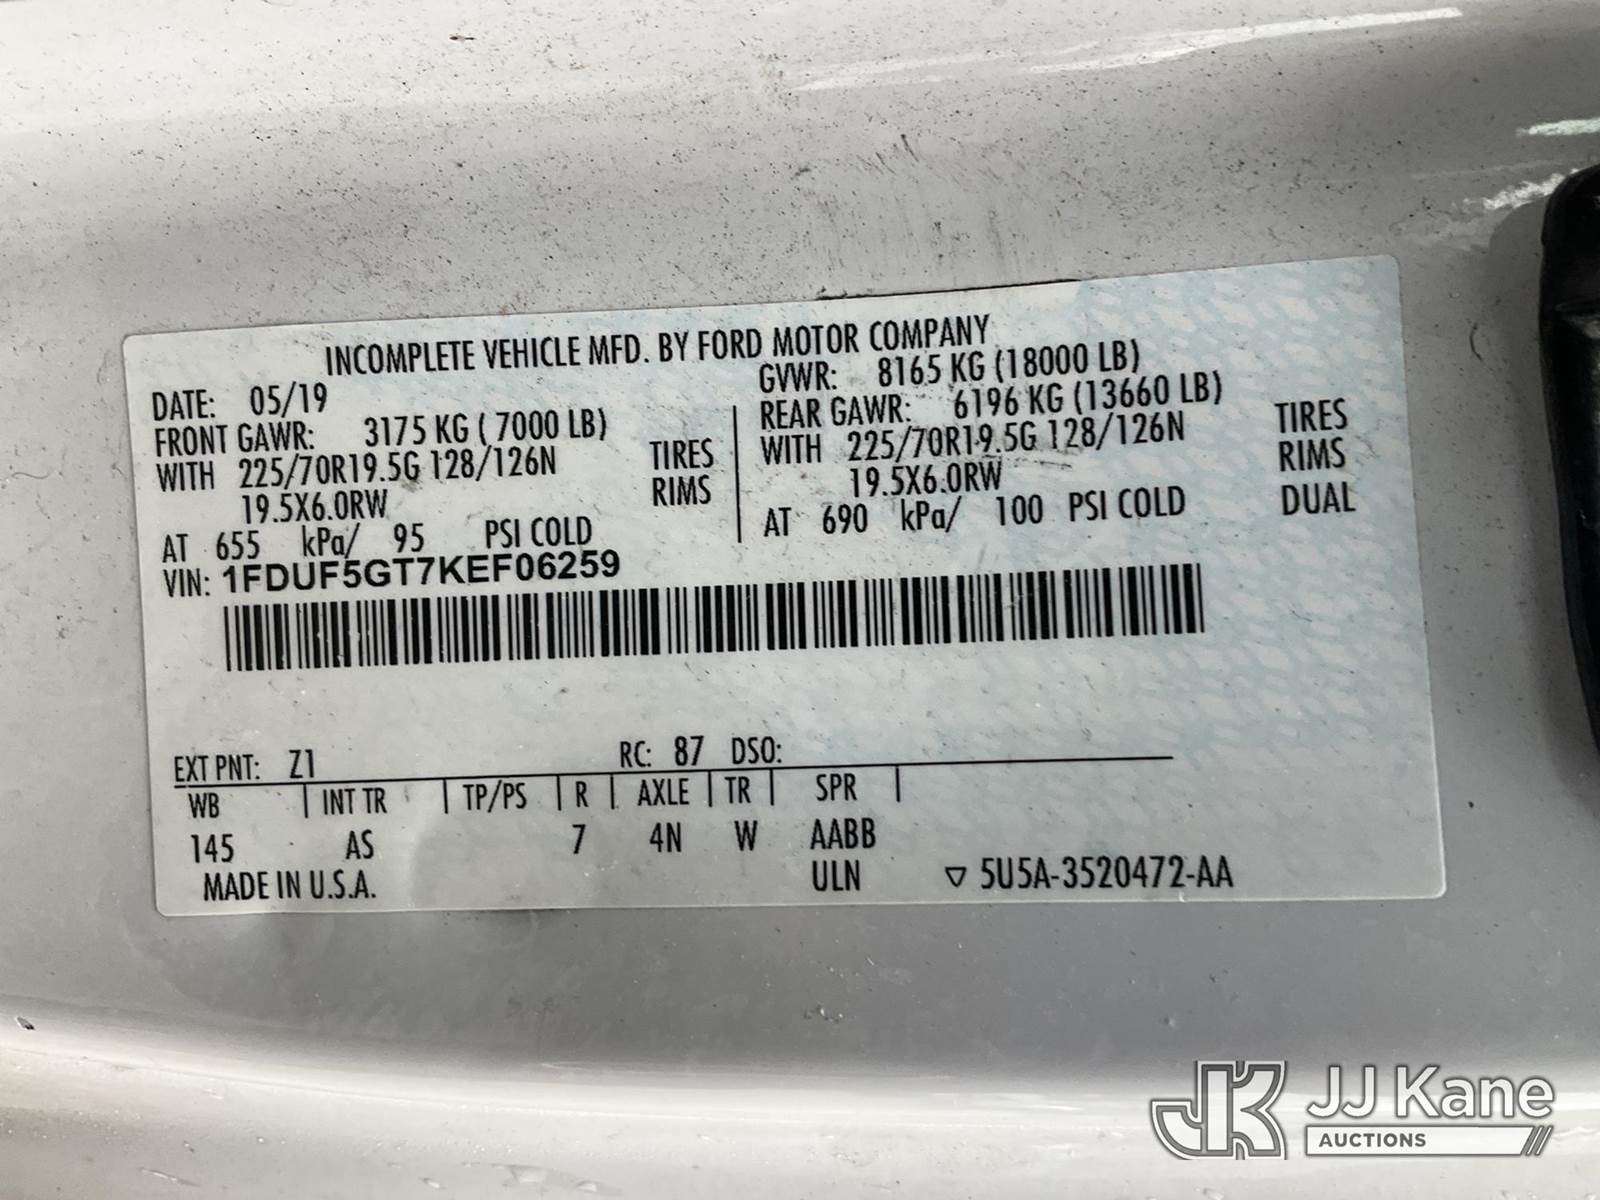 INCOMPLETE VEHICLE MFD. BY FORD MOTOR COMPANY
DATE: 05/19
GVWR: 8165 KG (18000 LB)
FRONT GAWR: 3175 KG ( 7000 LB)
REAR GAWR: 6196 KG (13660 LB)
WITH 225/70R19.5G 128/126N TIRES
WITH 225/70R19.5G 128/126N TIRES
19.5X6.0RW RIMS
19.5X6.0RW RIMS
AT 655 kPa/ 95 PSI COLD
AT 690 kPa/ 100 PSI COLD DUAL
VIN: 1FDUF5GT7KEF06259
EXT PNT: Z1 RC: 87 DSO:
WB | INT TR | TP/PS | R | AXLE | TR | SPR |
145 AS 7 4N W AABB
MADE IN U.S.A. ULN ▽ 5U5A-3520472-AA
JK JJ Kane
AUCTIONS